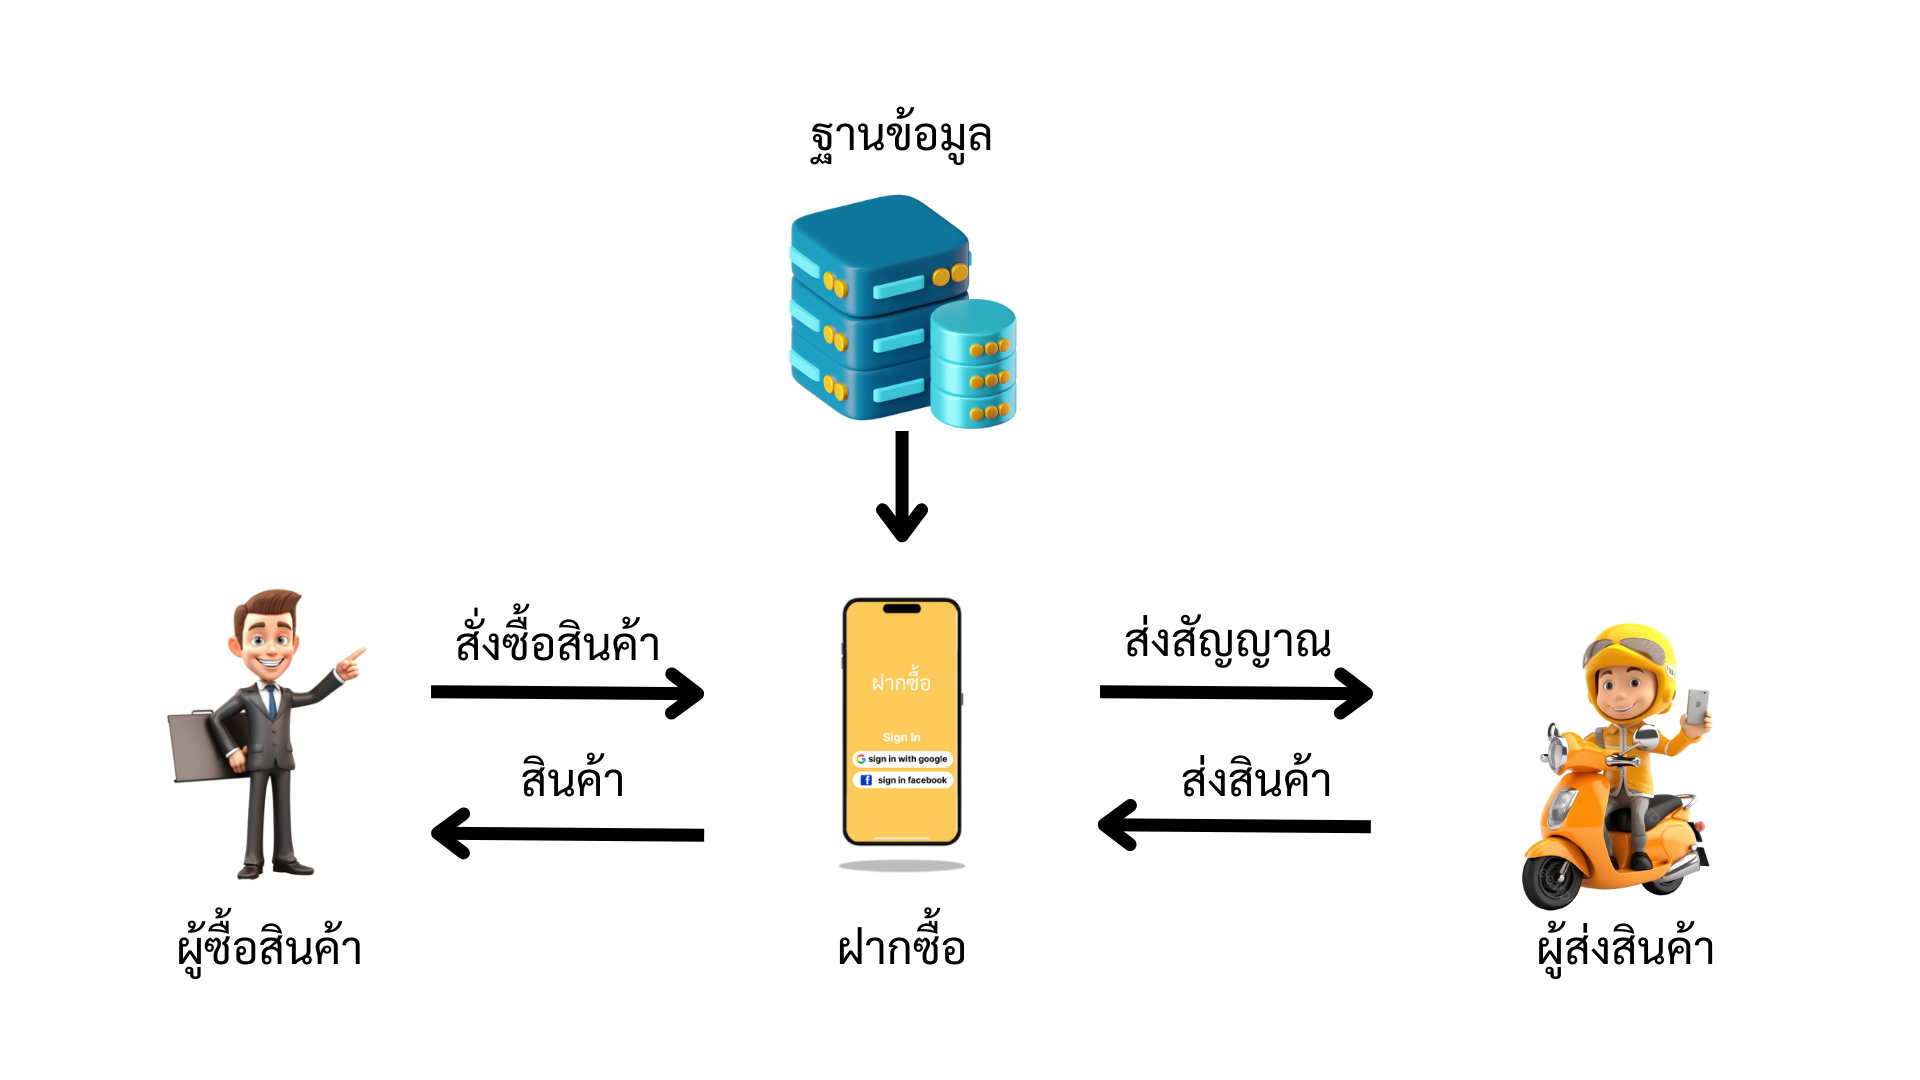 ฐานข้อมูล
สั่งซื้อสินค้า
ส่งสัญญาณ
ฝากซื้อ
Sign In
sign in with google
sign in facebook
สินค้า
ส่งสินค้า
ผู้ซื้อสินค้า
ฝากซื้อ
ผู้ส่งสินค้า